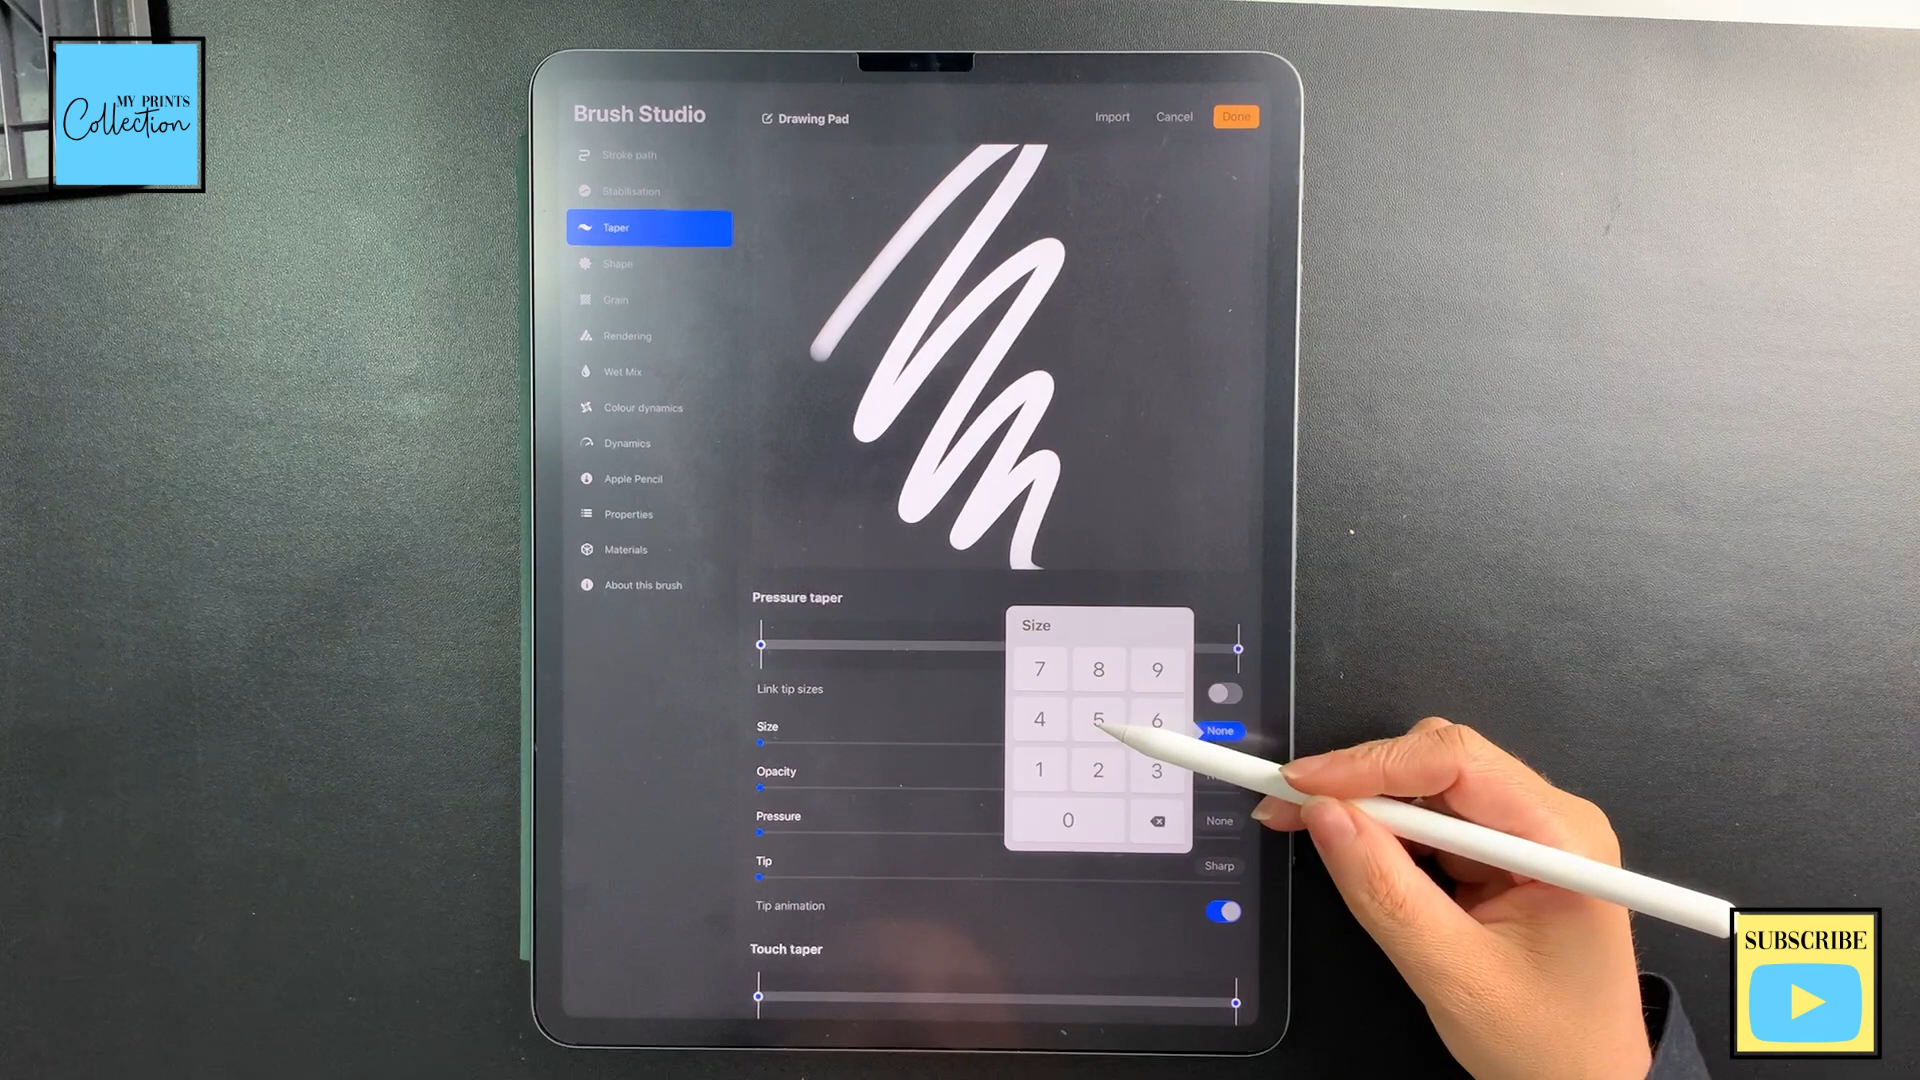 MY PRINTS
Collection
Brush Studio
Drawing Pad
Import
Cancel
Done
Stroke path
Stabilisation
Taper
Shape
Grain
Rendering
Wet Mix
Colour dynamics
Dynamics
Apple Pencil
Properties
Materials
About this brush
Pressure taper
Link tip sizes
Size
None
Opacity
Pressure
None
Tip
Sharp
Tip animation
Touch taper
Size
7 8 9
4 5 6
1 2 3
0
SUBSCRIBE